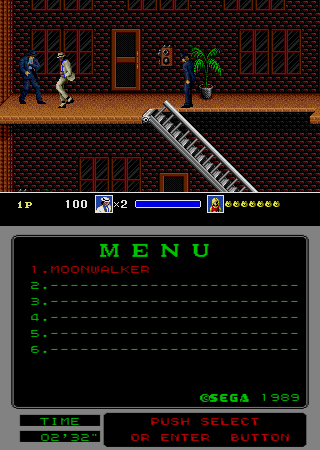 1P 100 ×2
MENU
1.MOONWALKER
2.------------------------------
3.------------------------------
4.------------------------------
5.------------------------------
6.------------------------------
©SEGA 1989
TIME
02'32"
PUSH SELECT
OR ENTER BUTTON